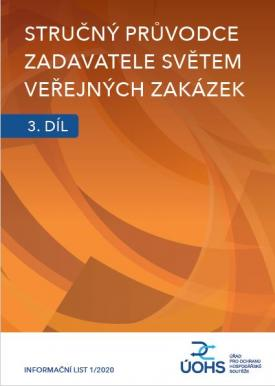 STRUČNÝ PRŮVODCE
ZADAVATELE SVĚTEM
VEŘEJNÝCH ZAKÁZEK
3. DÍL
INFORMAČNÍ LIST 1/2020
ÚOHS
ÚŘAD
PRO OCHRANU
HOSPODÁŘSKÉ
SOUTĚŽE